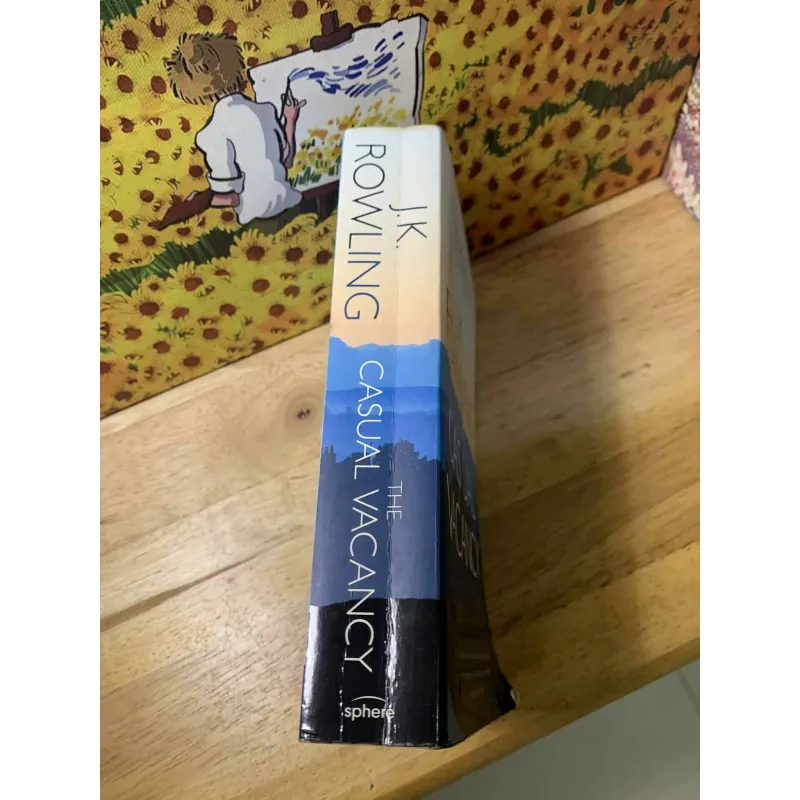 J.K.
ROWLING
THE
CASUAL VACANCY
sphere